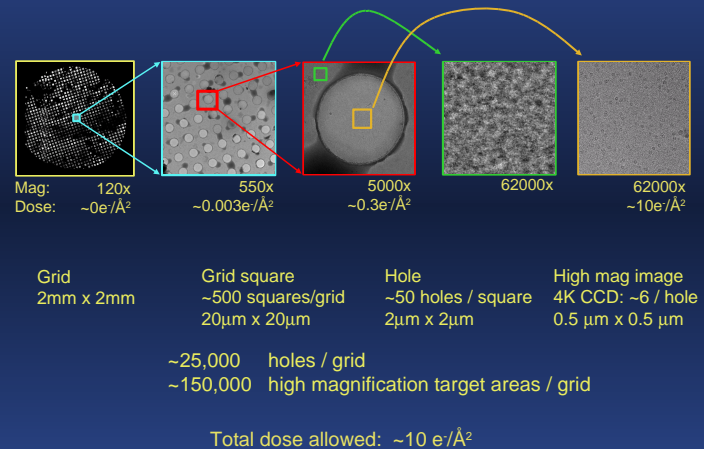 Mag: 120x 550x 5000x 62000x 62000x
Dose: ~0e⁻/Å² ~0.003e⁻/Å² ~0.3e⁻/Å² ~10e⁻/Å²
Grid
2mm x 2mm
Grid square
~500 squares/grid
20μm x 20μm
Hole
~50 holes / square
2μm x 2μm
High mag image
4K CCD: ~6 / hole
0.5 μm x 0.5 μm
~25,000 holes / grid
~150,000 high magnification target areas / grid
Total dose allowed: ~10 e⁻/Å²